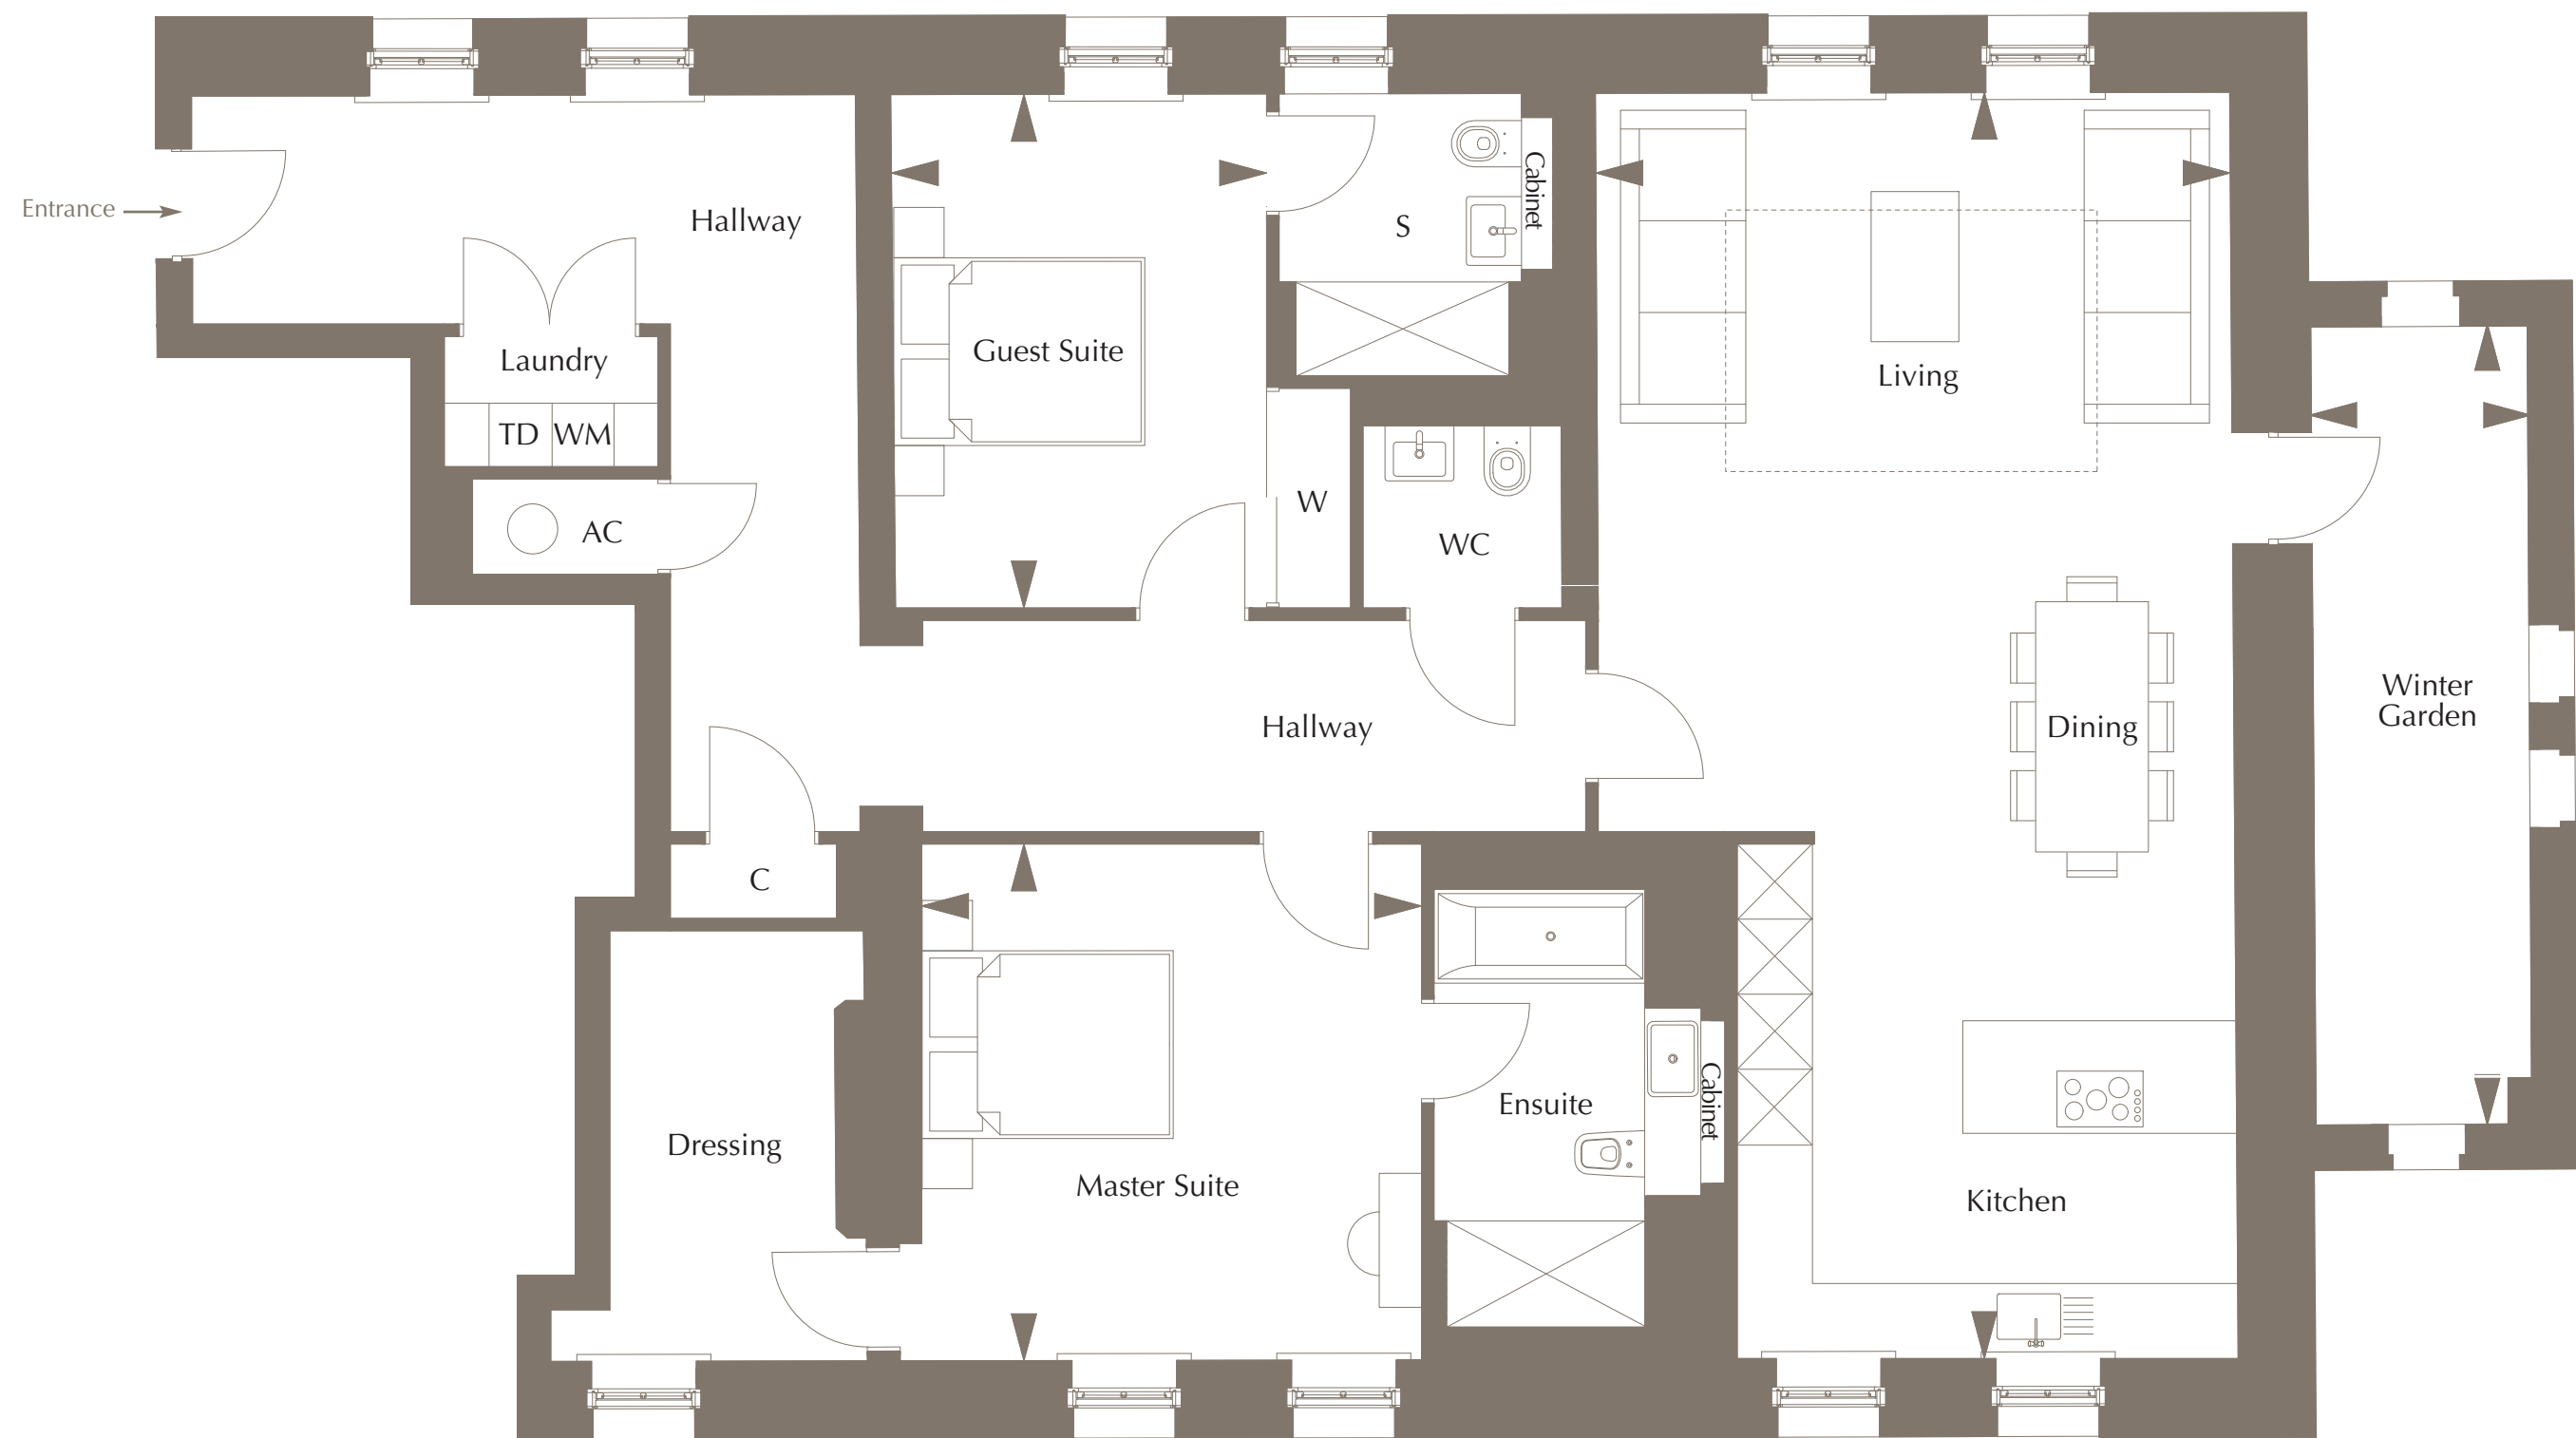 Entrance
Hallway
Laundry
TD
WM
AC
Guest Suite
S
Cabinet
W
WC
Living
Winter
Garden
Dining
Hallway
C
Dressing
Master Suite
Ensuite
Cabinet
Kitchen